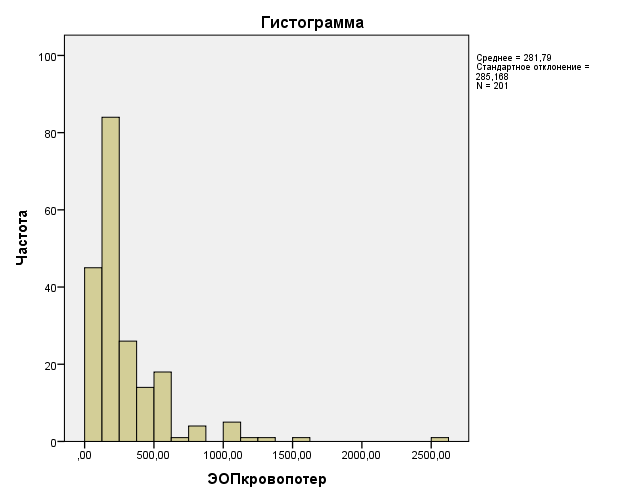 Гистограмма
Среднее = 281,79
Стандартное отклонение =
285,168
N = 201
100
80
60
40
20
0
Частота
,00
500,00
1000,00
1500,00
2000,00
2500,00
ЭОПкровопотер